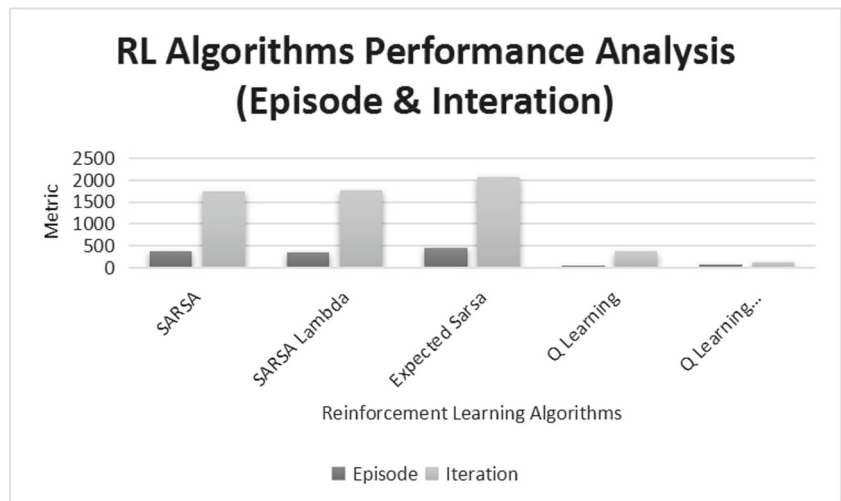 RL Algorithms Performance Analysis
(Episode & Interation)
2500
2000
1500
1000
500
0
Metric
SARSA
SARSA Lambda
Expected Sarsa
Q Learning
Q Learning...
Reinforcement Learning Algorithms
Episode
Iteration